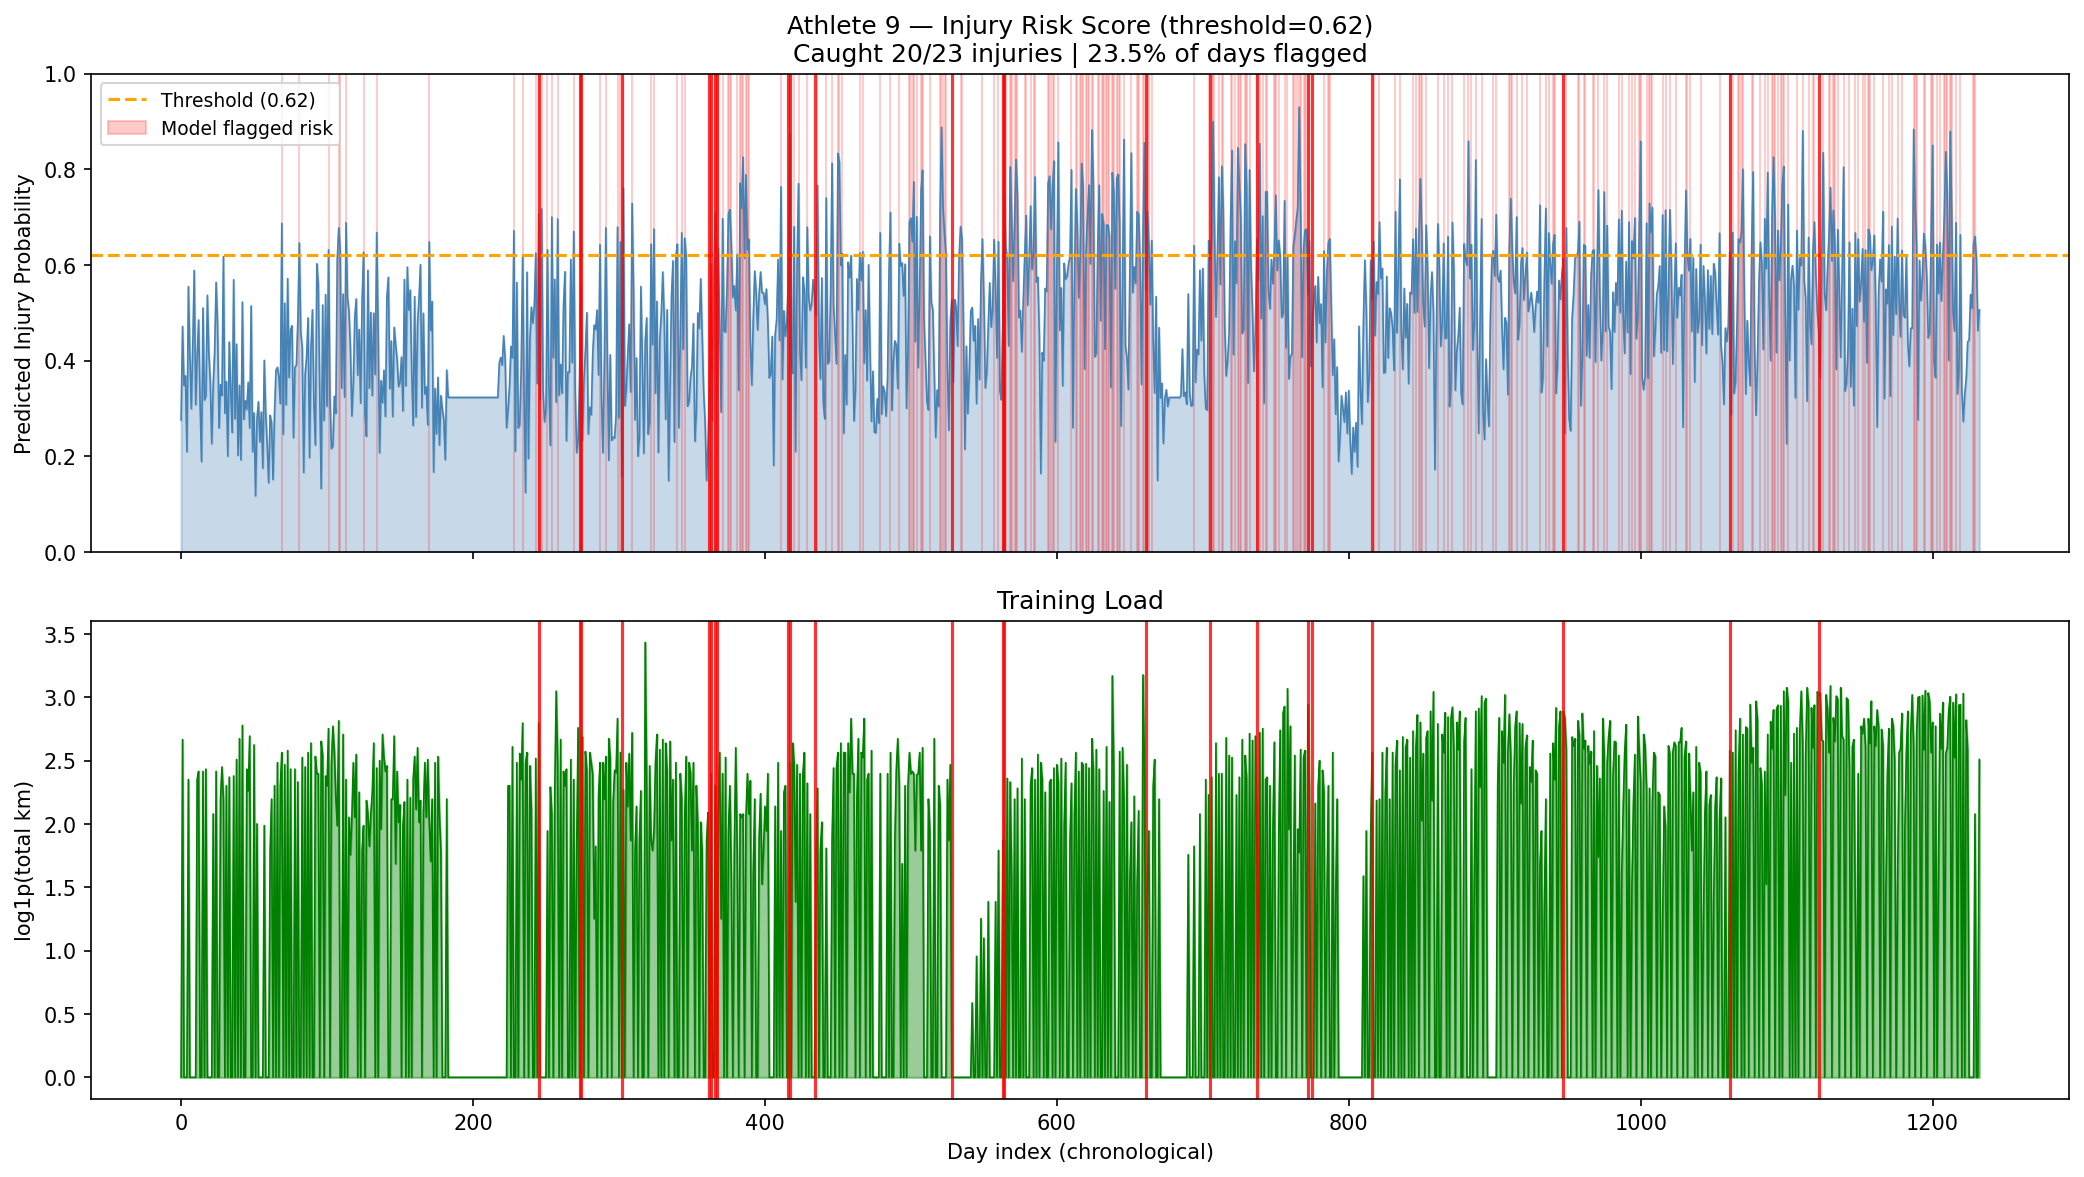 Athlete 9 — Injury Risk Score (threshold=0.62)
Caught 20/23 injuries | 23.5% of days flagged
Threshold (0.62)
Model flagged risk
Predicted Injury Probability
1.0
0.8
0.6
0.4
0.2
0.0
Training Load
log1p(total km)
3.5
3.0
2.5
2.0
1.5
1.0
0.5
0.0
0 200 400 600 800 1000 1200
Day index (chronological)